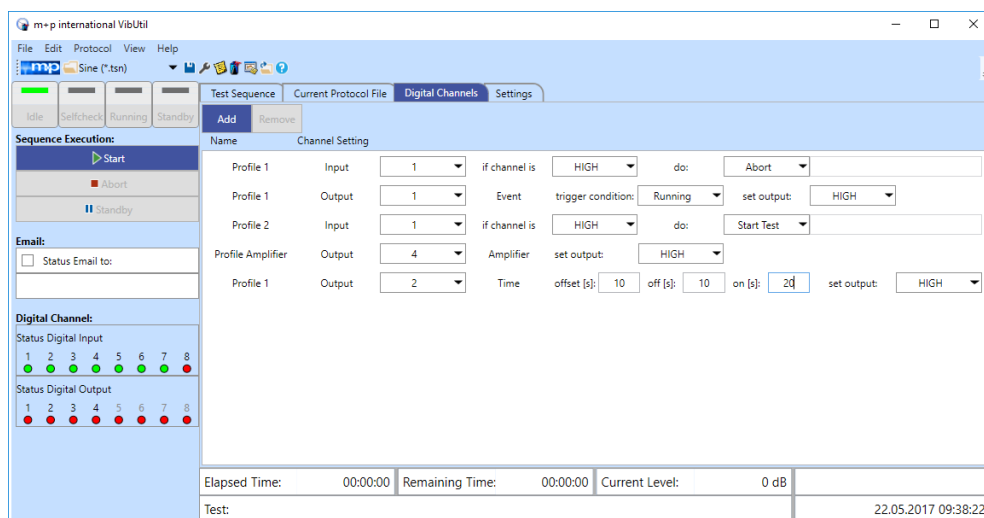 m+p international VibUtil
File Edit Protocol View Help
mp Sine (*.tsn)
Idle Selfcheck Running Standby
Test Sequence Current Protocol File Digital Channels Settings
Add Remove
Name Channel Setting
Sequence Execution:
Start
Abort
Standby
Email:
Status Email to:
Digital Channel:
Status Digital Input
1 2 3 4 5 6 7 8
Status Digital Output
1 2 3 4 5 6 7 8
Profile 1 Input 1 if channel is HIGH do: Abort
Profile 1 Output 1 Event trigger condition: Running set output: HIGH
Profile 2 Input 1 if channel is HIGH do: Start Test
Profile Amplifier Output 4 Amplifier set output: HIGH
Profile 1 Output 2 Time offset [s]: 10 off [s]: 10 on [s]: 20 set output: HIGH
Elapsed Time: 00:00:00 Remaining Time: 00:00:00 Current Level: 0 dB
Test: 22.05.2017 09:38:22